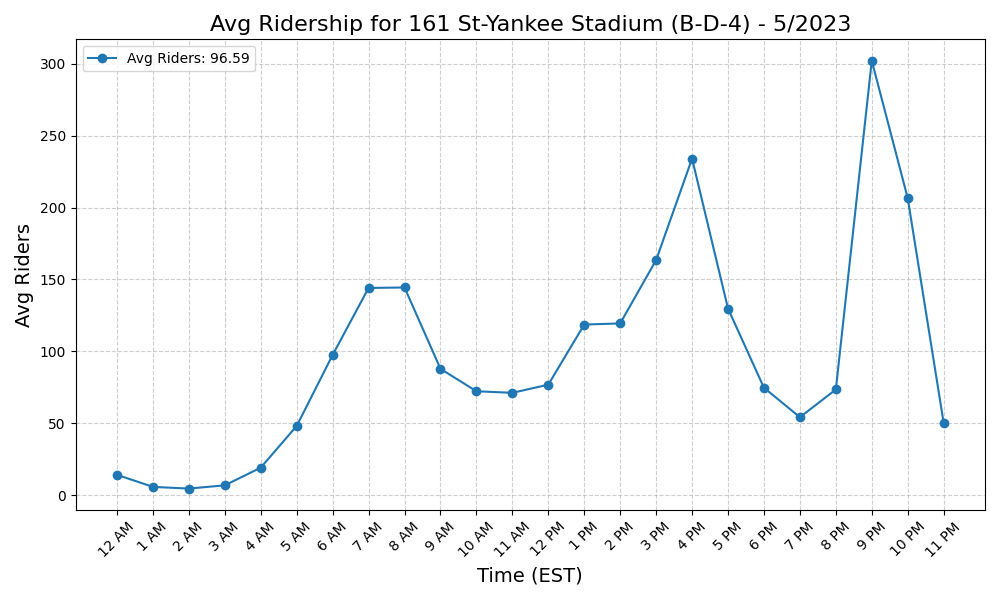 Avg Ridership for 161 St-Yankee Stadium (B-D-4) - 5/2023
Avg Riders: 96.59
Avg Riders
300
250
200
150
100
50
0
12 AM
1 AM
2 AM
3 AM
4 AM
5 AM
6 AM
7 AM
8 AM
9 AM
10 AM
11 AM
12 PM
1 PM
2 PM
3 PM
4 PM
5 PM
6 PM
7 PM
8 PM
9 PM
10 PM
11 PM
Time (EST)